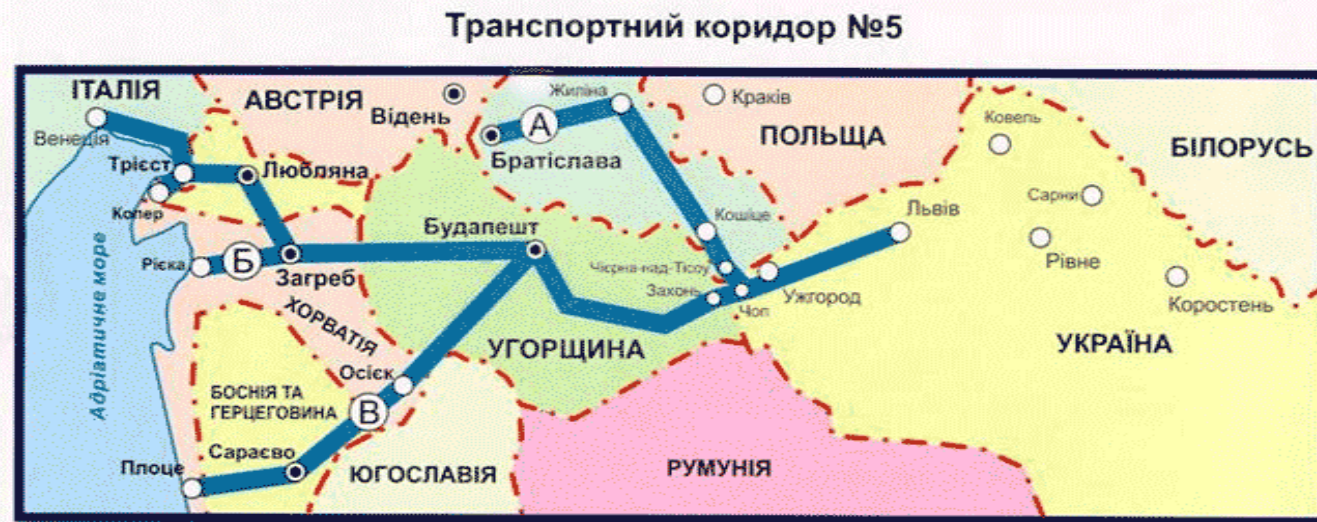 Транспортний коридор №5
ІТАЛІЯ
АВСТРІЯ
Відень
Жиліна
Краків
ПОЛЬЩА
Ковель
БІЛОРУСЬ
Венеція
А
Братіслава
Трієст
Любляна
Копер
Сарни
Львів
Кошіце
Будапешт
Рівне
Рієка
Б
Загреб
Чієрна-над-Тісоу
Захонь
Чоп
Ужгород
Коростень
Адріатичне море
ХОРВАТІЯ
УГОРЩИНА
УКРАЇНА
Осієк
БОСНІЯ ТА
ГЕРЦЕГОВИНА
В
Сараєво
Плоце
ЮГОСЛАВІЯ
РУМУНІЯ